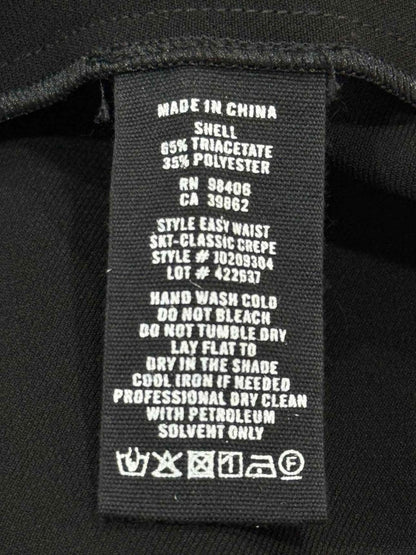 MADE IN CHINA
SHELL
65% TRIACETATE
35% POLYESTER
RN 98406
CA 39862
STYLE EASY WAIST
SKT-CLASSIC CREPE
STYLE # J0209304
LOT # 422637
HAND WASH COLD
DO NOT BLEACH
DO NOT TUMBLE DRY
LAY FLAT TO
DRY IN THE SHADE
COOL IRON IF NEEDED
PROFESSIONAL DRY CLEAN
WITH PETROLEUM
SOLVENT ONLY
F